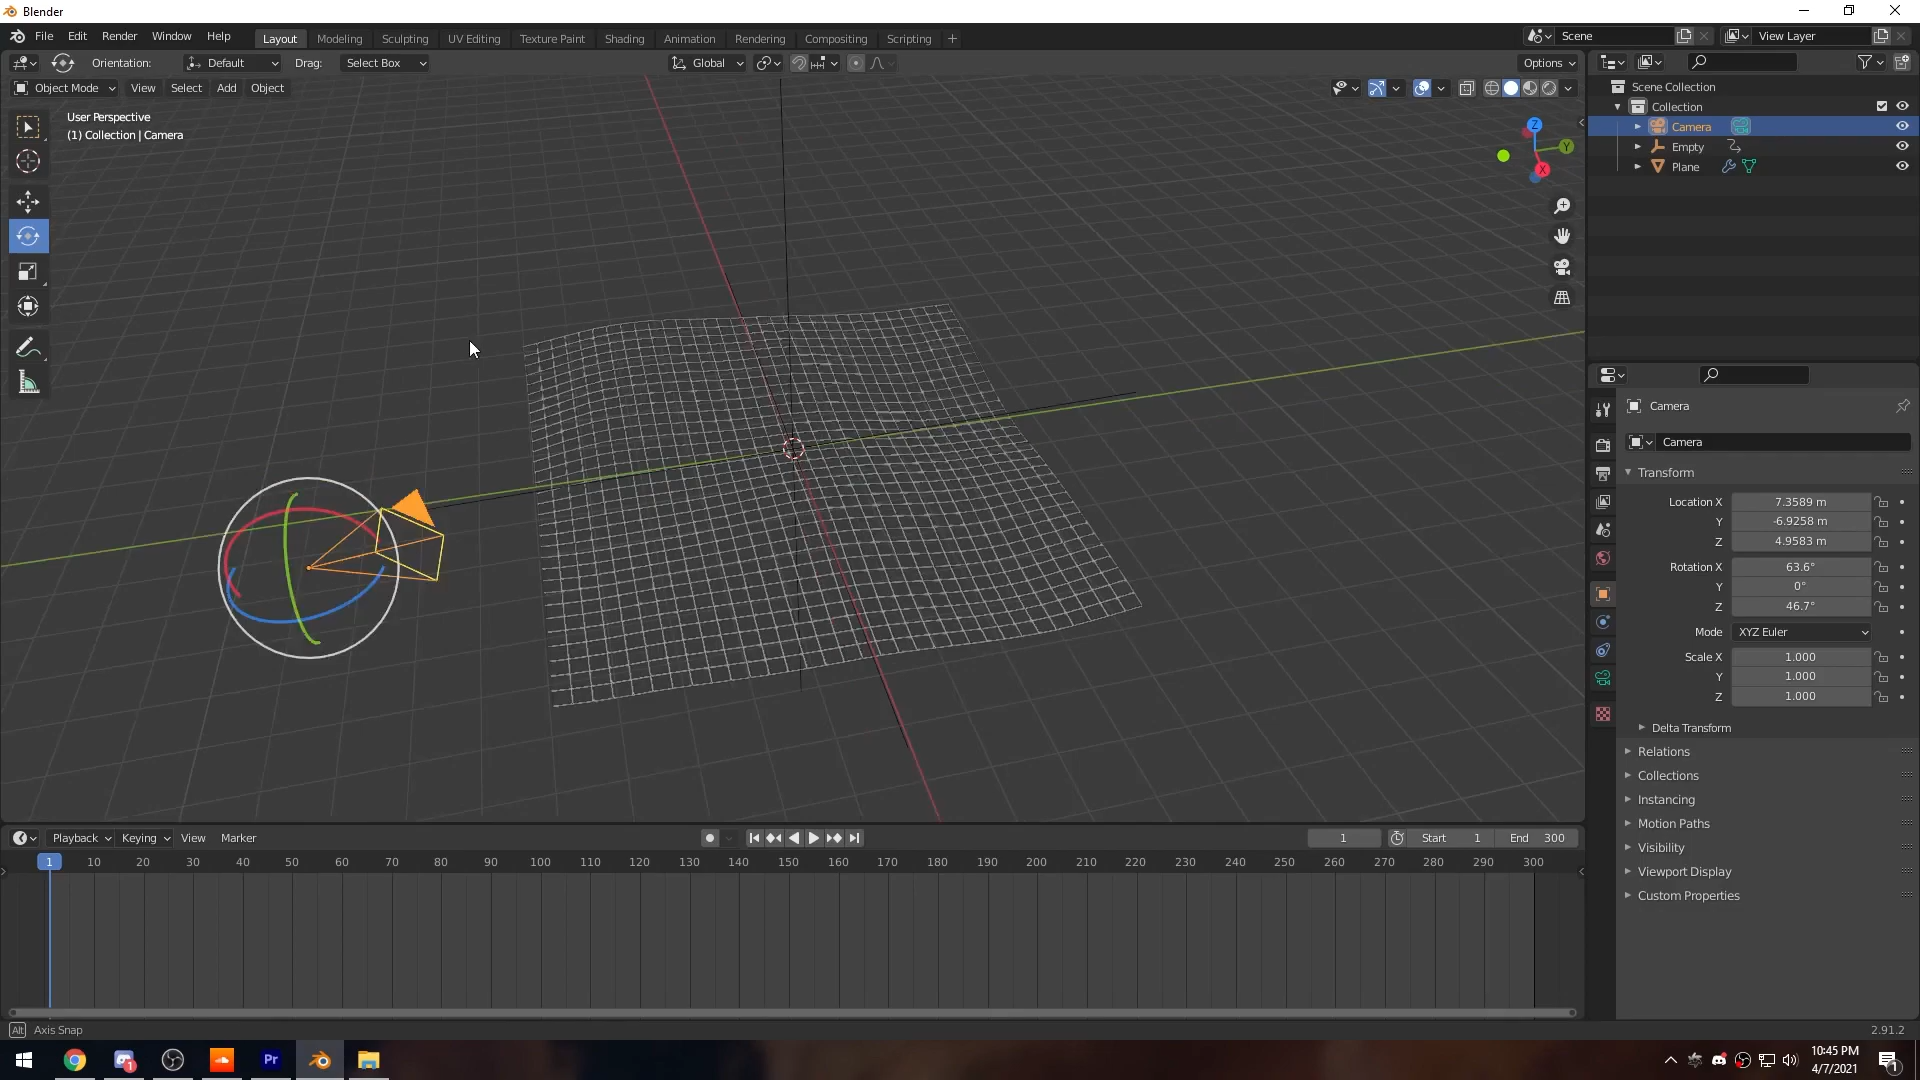 Blender
File Edit Render Window Help Layout Modeling Sculpting UV Editing Texture Paint Shading Animation Rendering Compositing Scripting + Scene View Layer
Orientation: Default Drag: Select Box Global Options
Object Mode View Select Add Object
User Perspective
(1) Collection | Camera
Z
Y
X
Scene Collection
Collection
Camera
Empty
Plane
Camera
Camera
Transform
Location X 7.3589 m
Y -6.9258 m
Z 4.9583 m
Rotation X 63.6°
Y 0°
Z 46.7°
Mode XYZ Euler
Scale X 1.000
Y 1.000
Z 1.000
Delta Transform
Relations
Collections
Instancing
Motion Paths
Visibility
Viewport Display
Custom Properties
Playback Keying View Marker 1 Start 1 End 300
1 10 20 30 40 50 60 70 80 90 100 110 120 130 140 150 160 170 180 190 200 210 220 230 240 250 260 270 280 290 300
Alt Axis Snap 2.91.2
1 Pr 10:45 PM
4/7/2021 1